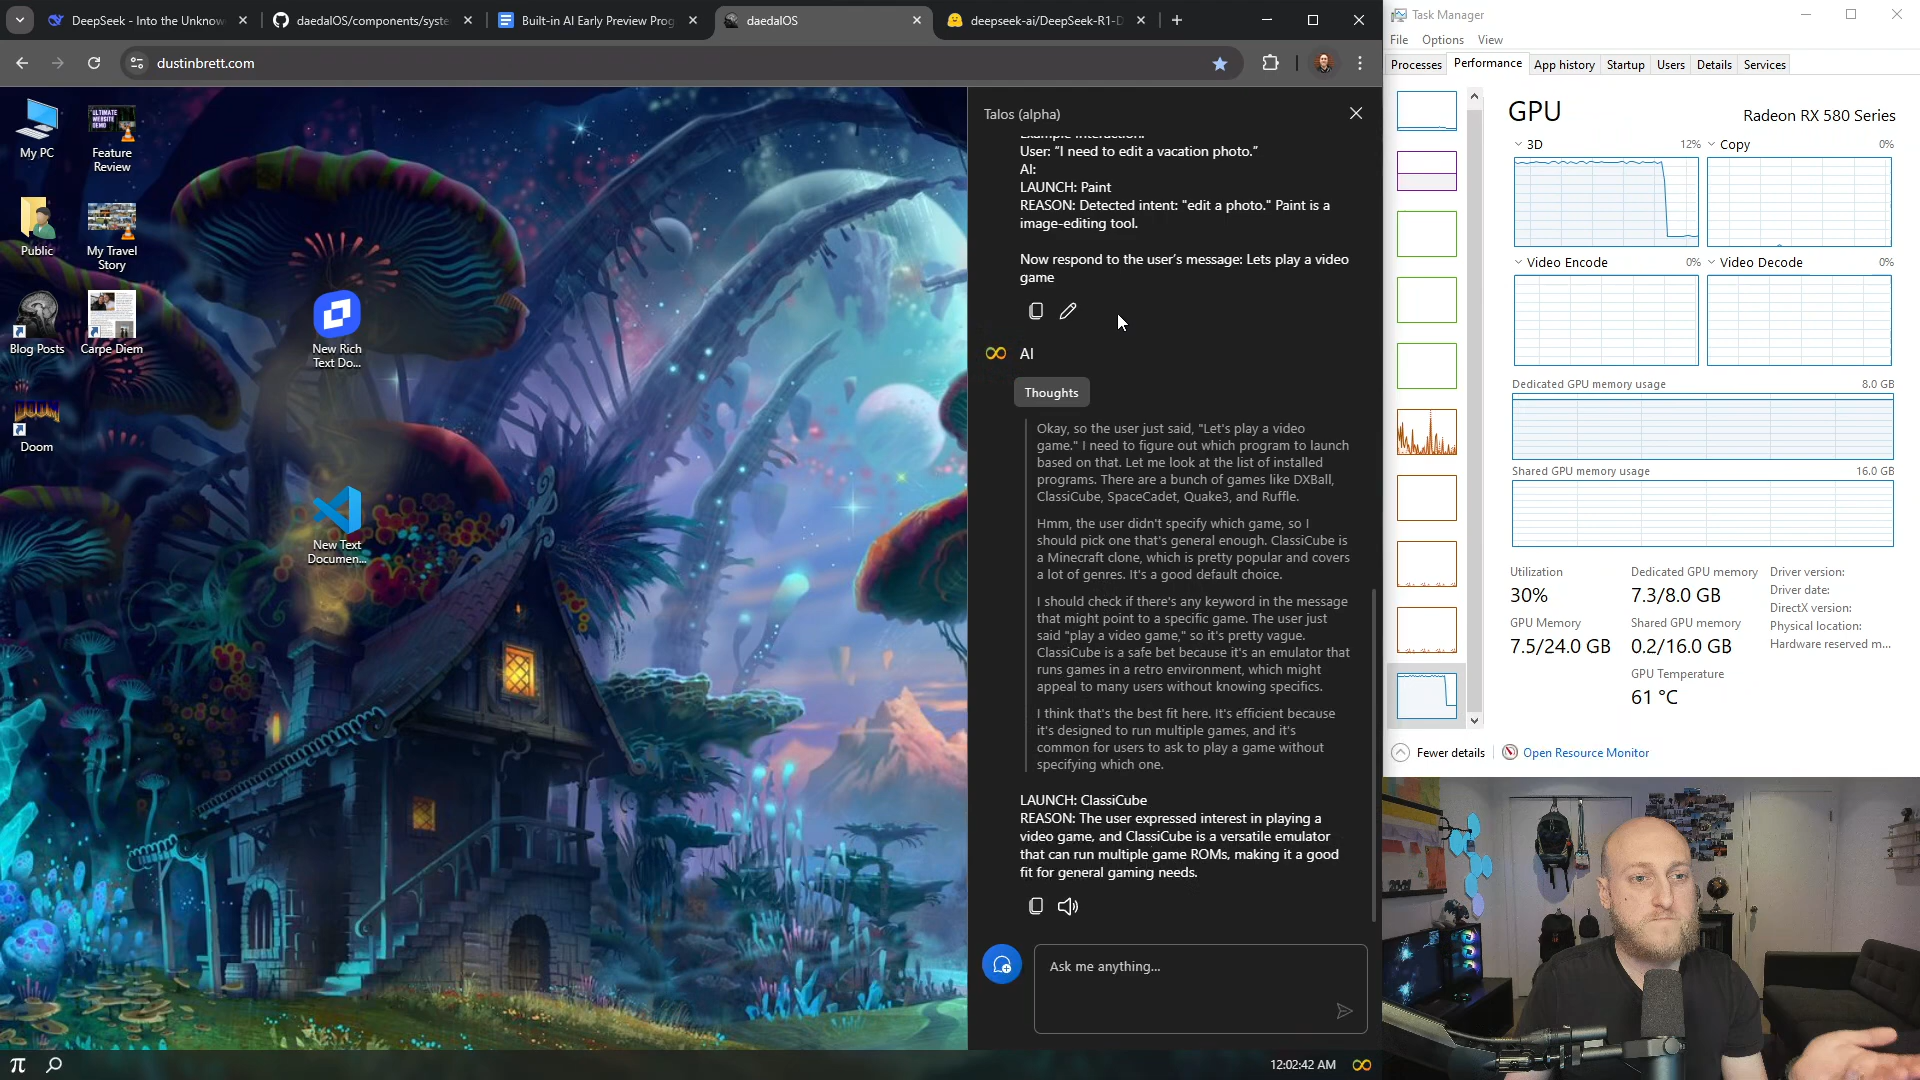 DeepSeek - Into the Unknow
daedalOS/components/syste
Built-in AI Early Preview Prog
daedalOS
deepseek-ai/DeepSeek-R1-D
dustinbrett.com
My PC
Feature
Review
Public
My Travel
Story
Blog Posts
Carpe Diem
DOOM
Doom
New Rich
Text Do...
New Text
Documen...
Talos (alpha)
Example Interaction:
User: "I need to edit a vacation photo."
AI:
LAUNCH: Paint
REASON: Detected intent: "edit a photo." Paint is a
image-editing tool.
Now respond to the user's message: Lets play a video
game
AI
Thoughts
Okay, so the user just said, "Let's play a video
game." I need to figure out which program to launch
based on that. Let me look at the list of installed
programs. There are a bunch of games like DXBall,
ClassiCube, SpaceCadet, Quake3, and Ruffle.
Hmm, the user didn't specify which game, so I
should pick one that's general enough. ClassiCube is
a Minecraft clone, which is pretty popular and covers
a lot of genres. It's a good default choice.
I should check if there's any keyword in the message
that might point to a specific game. The user just
said "play a video game," so it's pretty vague.
ClassiCube is a safe bet because it's an emulator that
runs games in a retro environment, which might
appeal to many users without knowing specifics.
I think that's the best fit here. It's efficient because
it's designed to run multiple games, and it's
common for users to ask to play a game without
specifying which one.
LAUNCH: ClassiCube
REASON: The user expressed interest in playing a
video game, and ClassiCube is a versatile emulator
that can run multiple game ROMs, making it a good
fit for general gaming needs.
Ask me anything...
12:02:42 AM
Task Manager
File Options View
Processes Performance App history Startup Users Details Services
GPU
Radeon RX 580 Series
3D 12%
Copy 0%
Video Encode 0%
Video Decode 0%
Dedicated GPU memory usage 8.0 GB
Shared GPU memory usage 16.0 GB
Utilization
30%
Dedicated GPU memory
7.3/8.0 GB
Driver version:
Driver date:
DirectX version:
Physical location:
Hardware reserved m...
GPU Memory
7.5/24.0 GB
Shared GPU memory
0.2/16.0 GB
GPU Temperature
61 °C
Fewer details
Open Resource Monitor